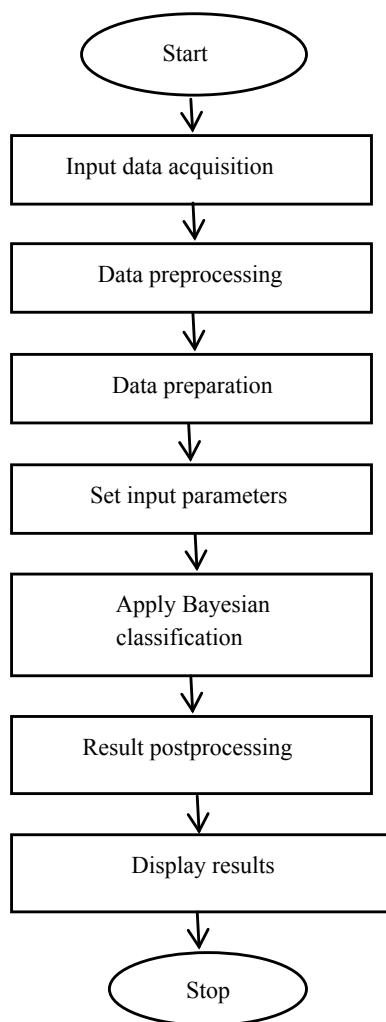 Start
Input data acquisition
Data preprocessing
Data preparation
Set input parameters
Apply Bayesian
classification
Result postprocessing
Display results
Stop